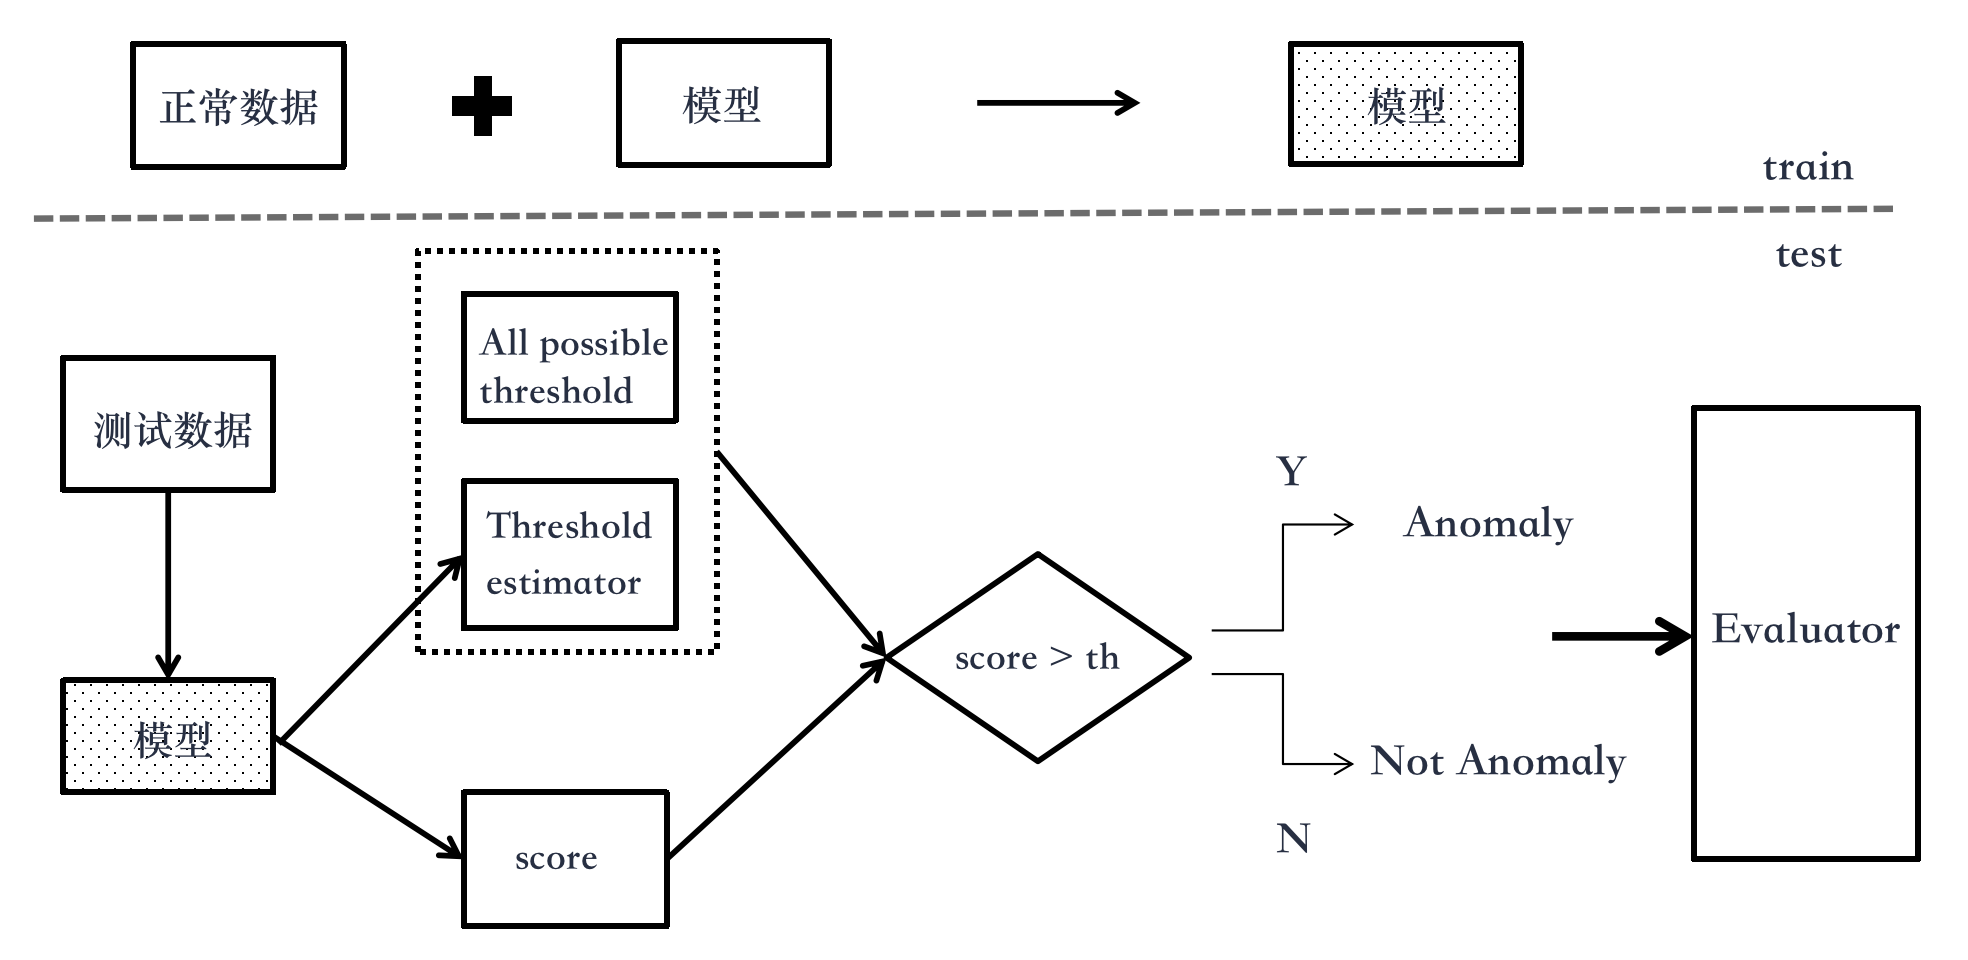 正常数据
模型
模型
train
test
All possible
threshold
测试数据
Threshold
estimator
模型
score
score > th
Y
Anomaly
Not Anomaly
N
Evaluator